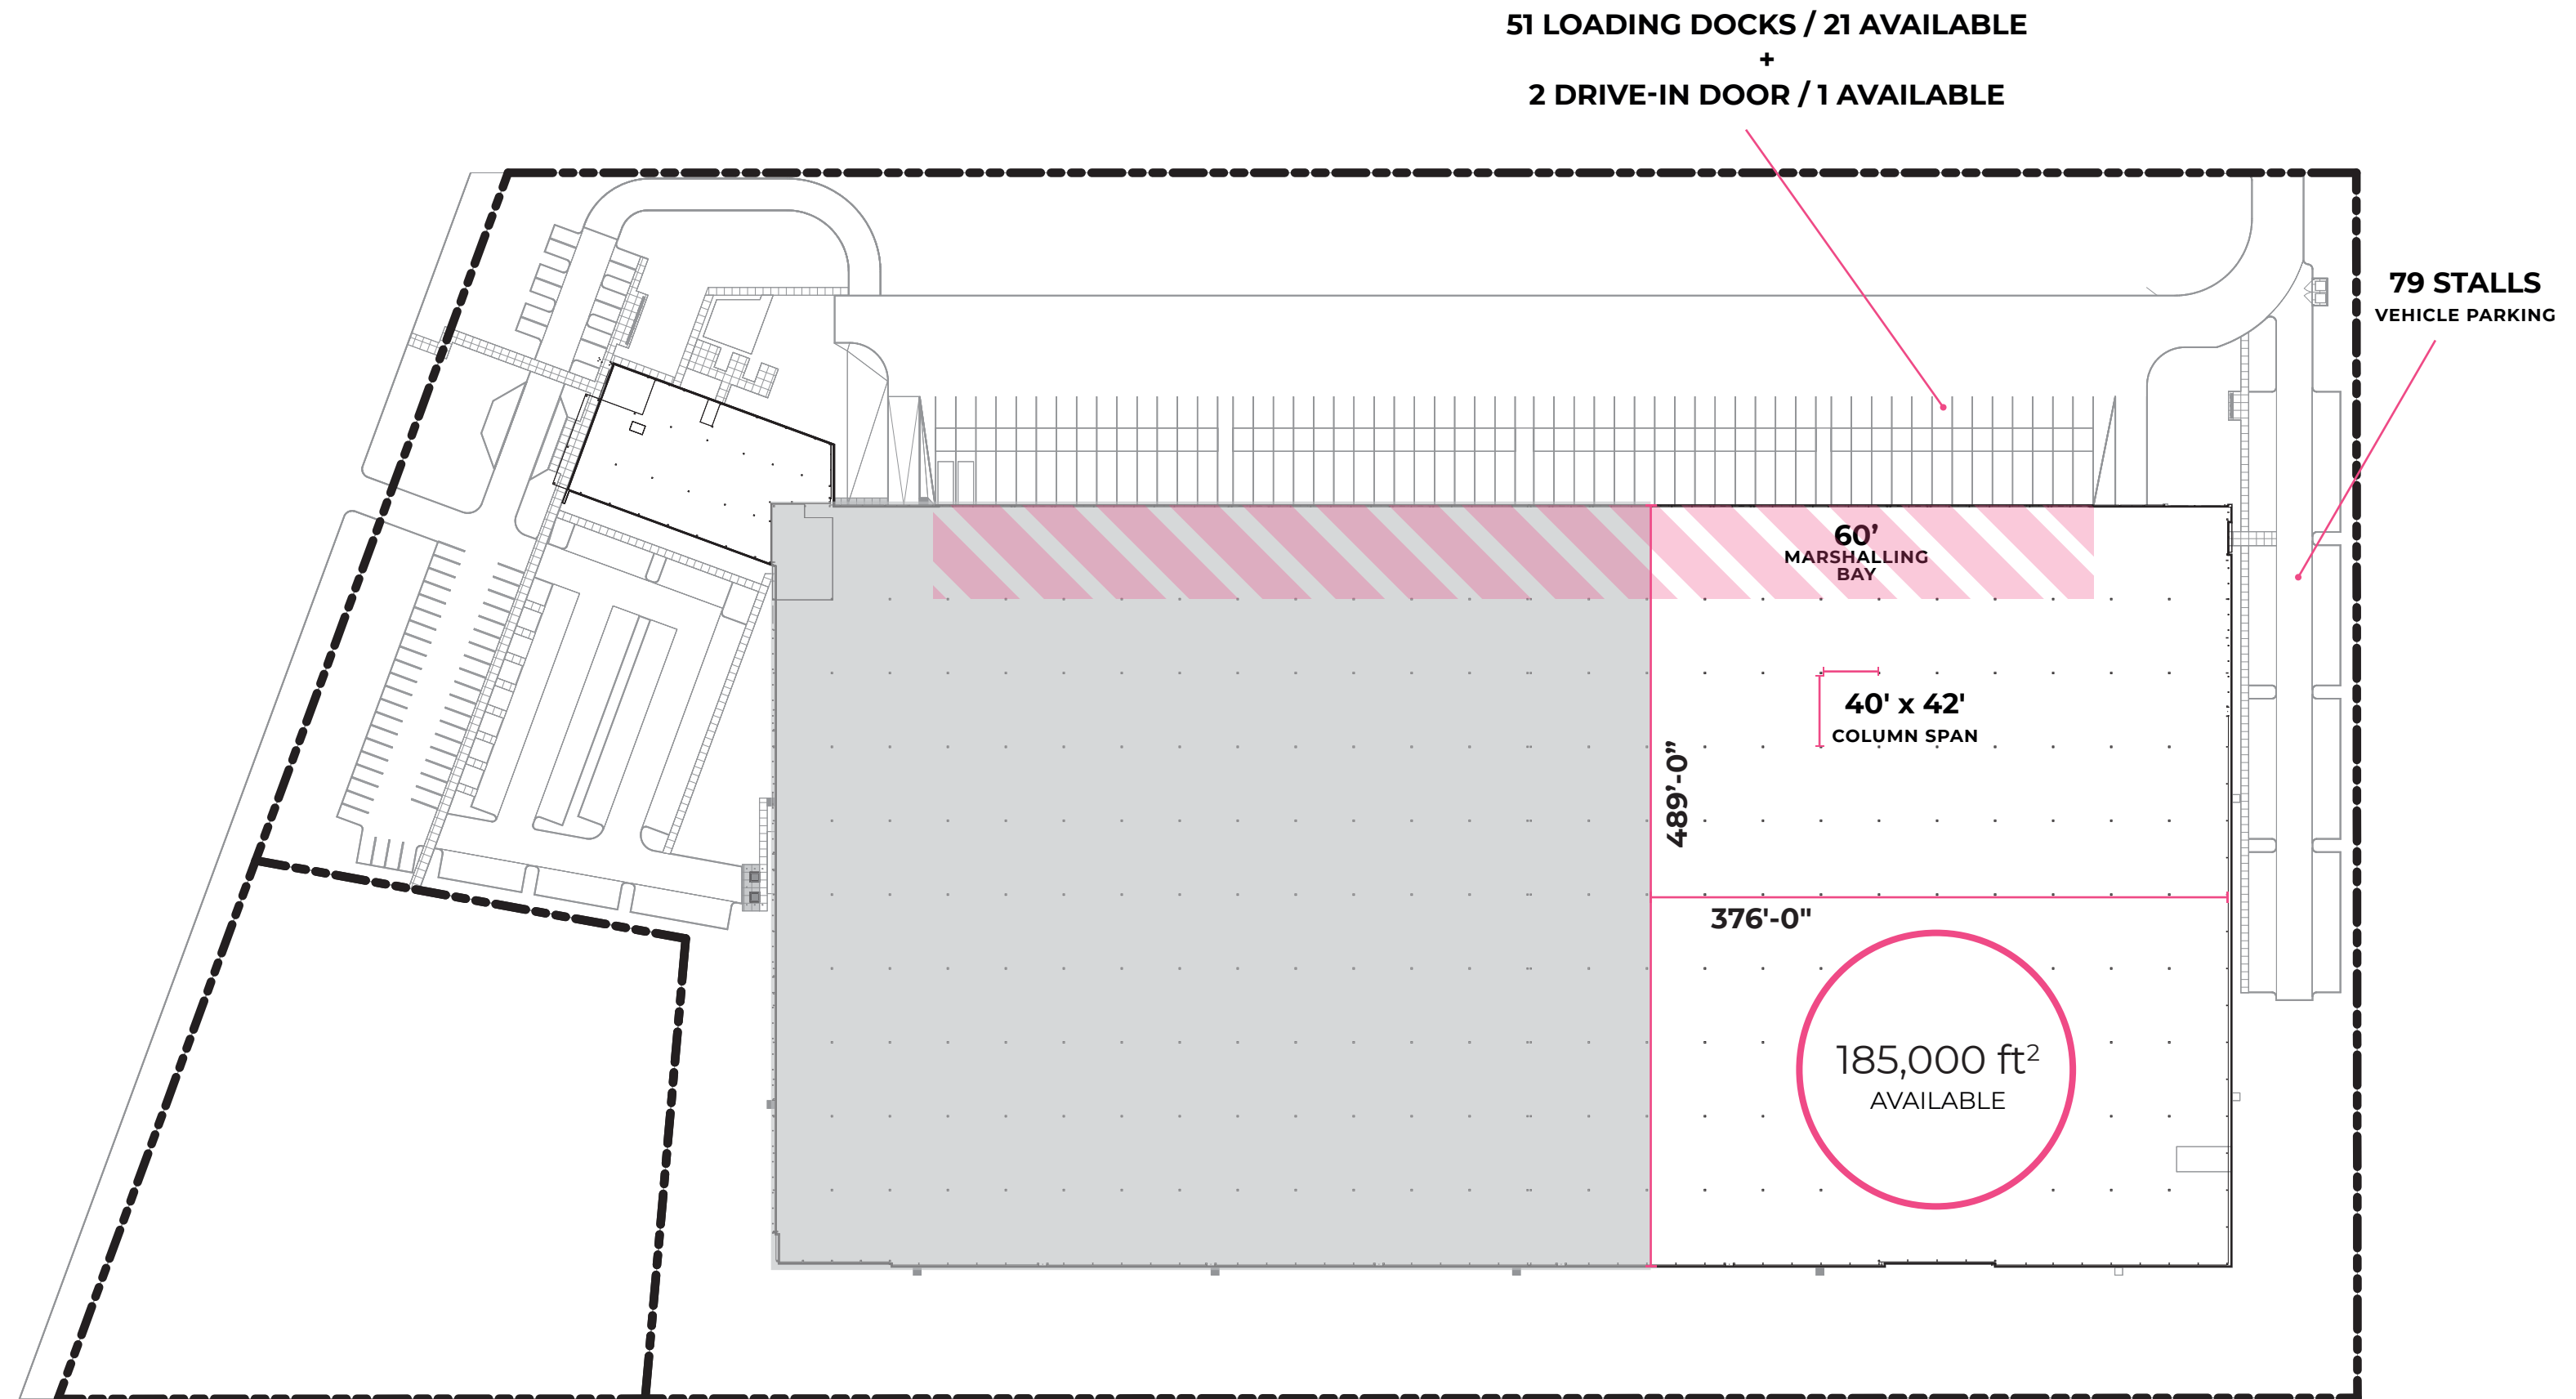 51 LOADING DOCKS / 21 AVAILABLE
+
2 DRIVE-IN DOOR / 1 AVAILABLE
79 STALLS
VEHICLE PARKING
60’
MARSHALLING
BAY
40' x 42'
COLUMN SPAN
489’-0”
376'-0"
185,000 ft²
AVAILABLE